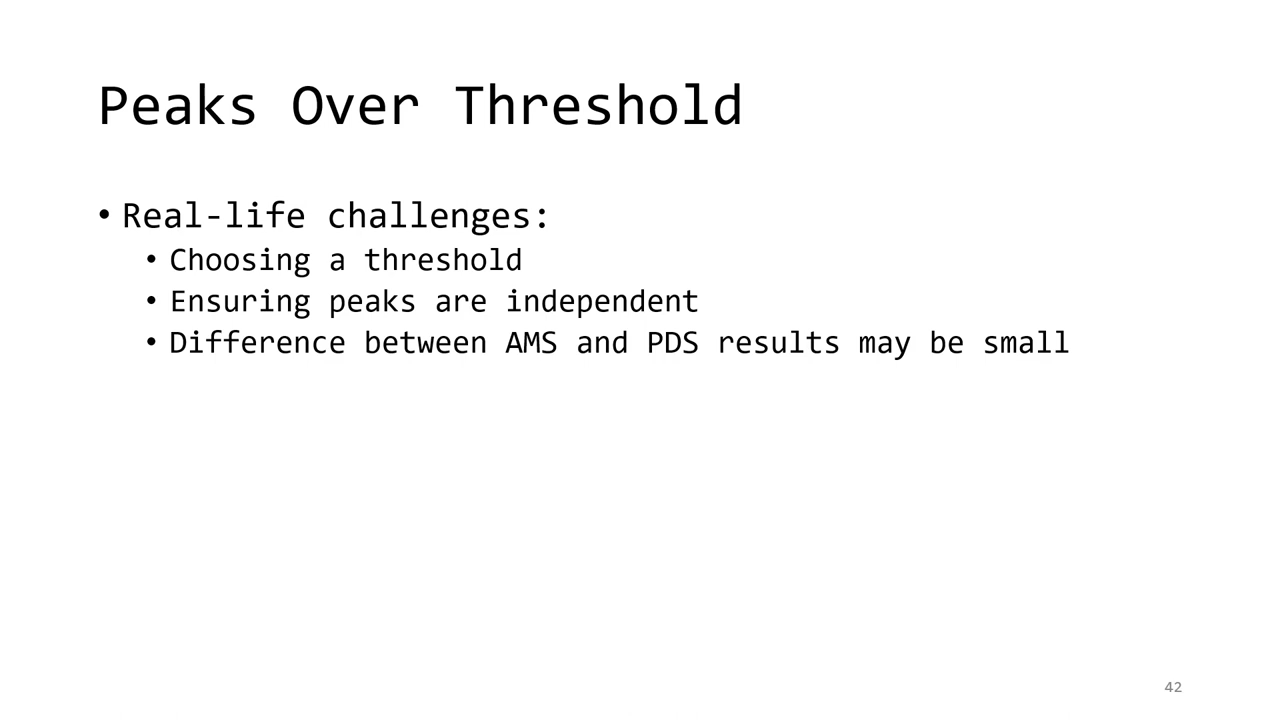 Peaks Over Threshold
• Real-life challenges:
• Choosing a threshold
• Ensuring peaks are independent
• Difference between AMS and PDS results may be small
42